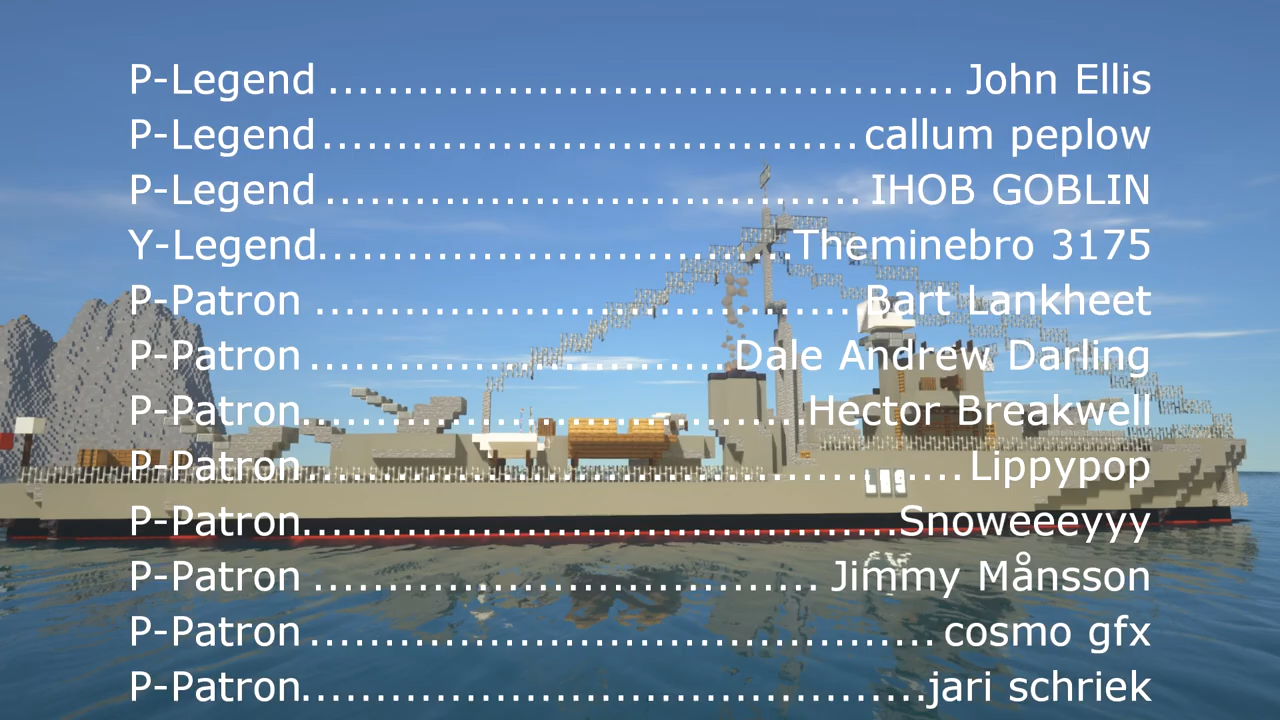 P-Legend ........................................... John Ellis
P-Legend .................................... callum peplow
P-Legend .................................... IHOB GOBLIN
Y-Legend................................Theminebro 3175
P-Patron .....................................Bart Lankheet
P-Patron ............................Dale Andrew Darling
P-Patron..................................Hector Breakwell
P-Patron.............................................Lippypop
P-Patron........................................Snoweeeyyy
P-Patron .................................. Jimmy Månsson
P-Patron .......................................... cosmo gfx
P-Patron..........................................jari schriek
L09